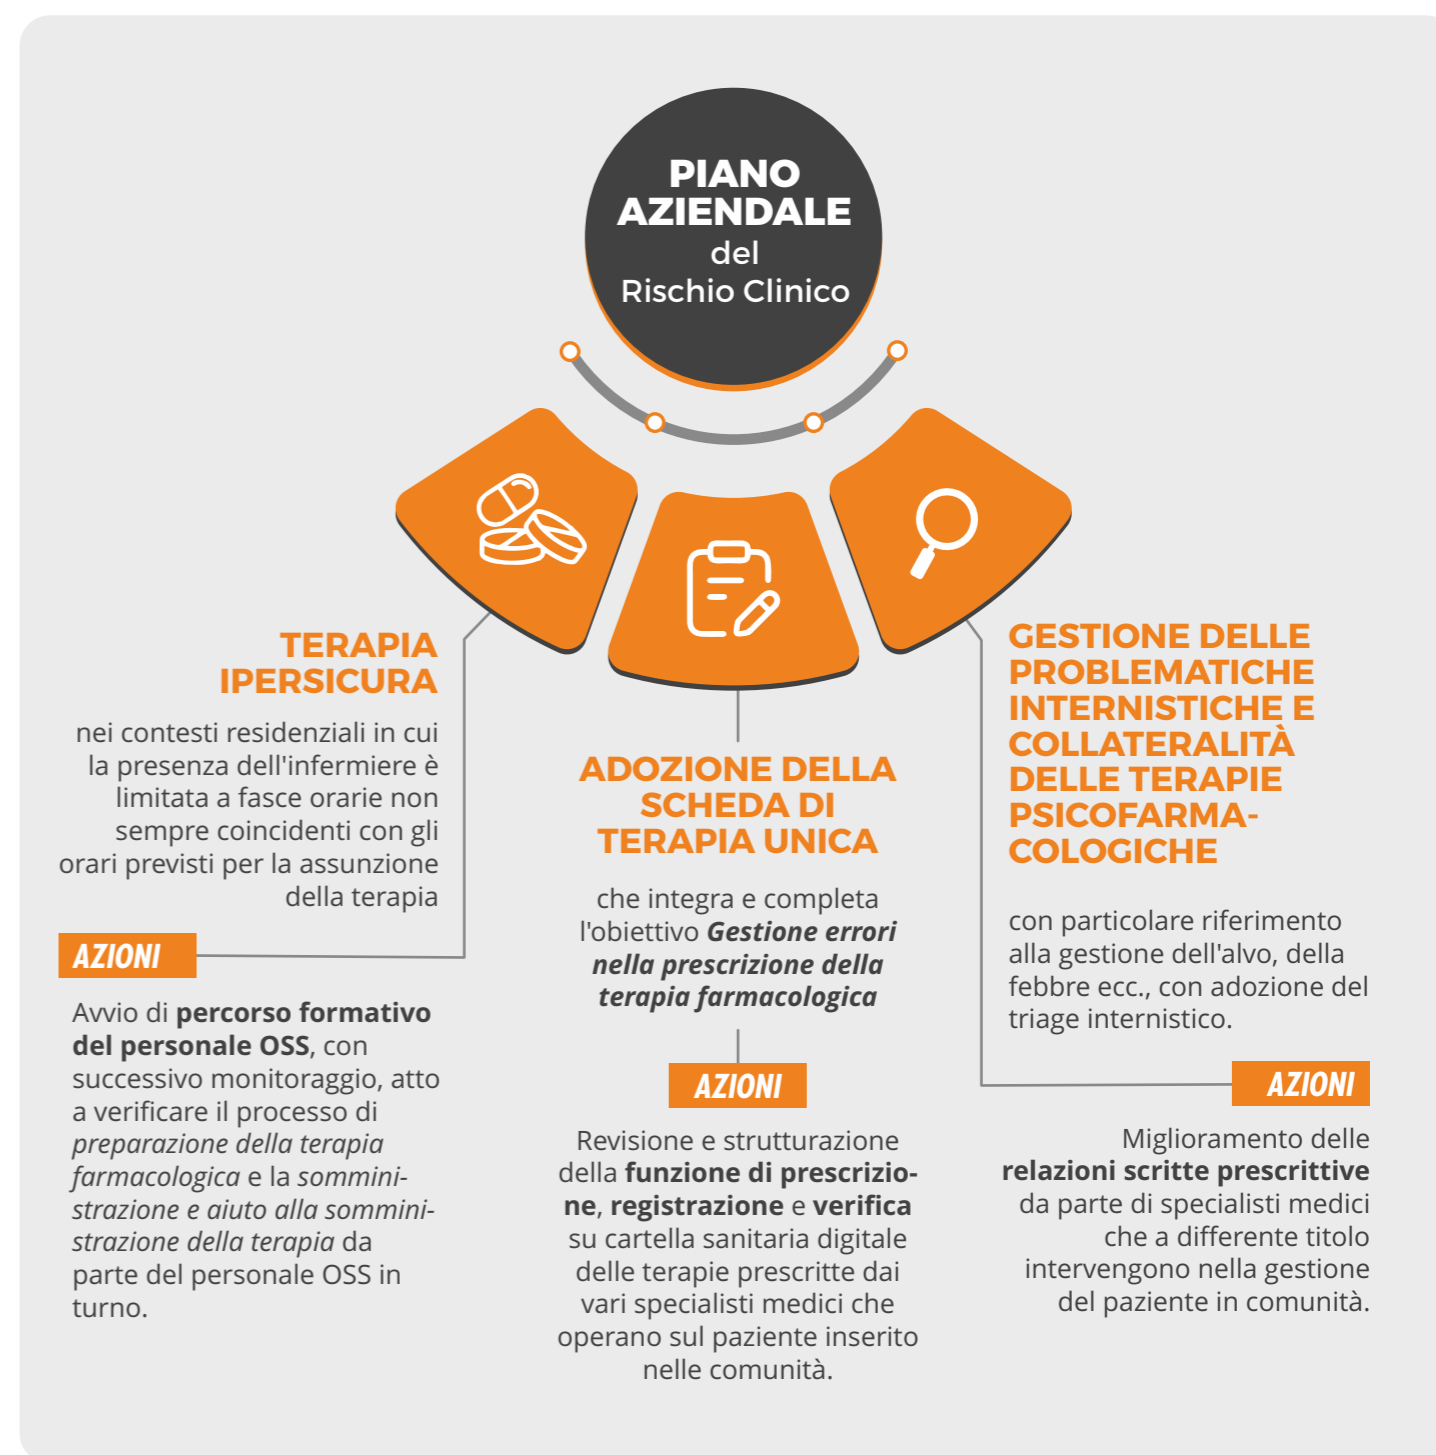 PIANO
AZIENDALE
del
Rischio Clinico
TERAPIA
IPERSICURA
nei contesti residenziali in cui
la presenza dell'infermiere è
limitata a fasce orarie non
sempre coincidenti con gli
orari previsti per la assunzione
della terapia
AZIONI
Avvio di percorso formativo
del personale OSS, con
successivo monitoraggio, atto
a verificare il processo di
preparazione della terapia
farmacologica e la sommini-
strazione e aiuto alla sommini-
strazione della terapia da
parte del personale OSS in
turno.
ADOZIONE DELLA
SCHEDA DI
TERAPIA UNICA
che integra e completa
l'obiettivo Gestione errori
nella prescrizione della
terapia farmacologica
AZIONI
Revisione e strutturazione
della funzione di prescrizio-
ne, registrazione e verifica
su cartella sanitaria digitale
delle terapie prescritte dai
vari specialisti medici che
operano sul paziente inserito
nelle comunità.
GESTIONE DELLE
PROBLEMATICHE
INTERNISTICHE E
COLLATERALITÀ
DELLE TERAPIE
PSICOFARMA-
COLOGICHE
con particolare riferimento
alla gestione dell'alvo, della
febbre ecc., con adozione del
triage internistico.
AZIONI
Miglioramento delle
relazioni scritte prescrittive
da parte di specialisti medici
che a differente titolo
intervengono nella gestione
del paziente in comunità.